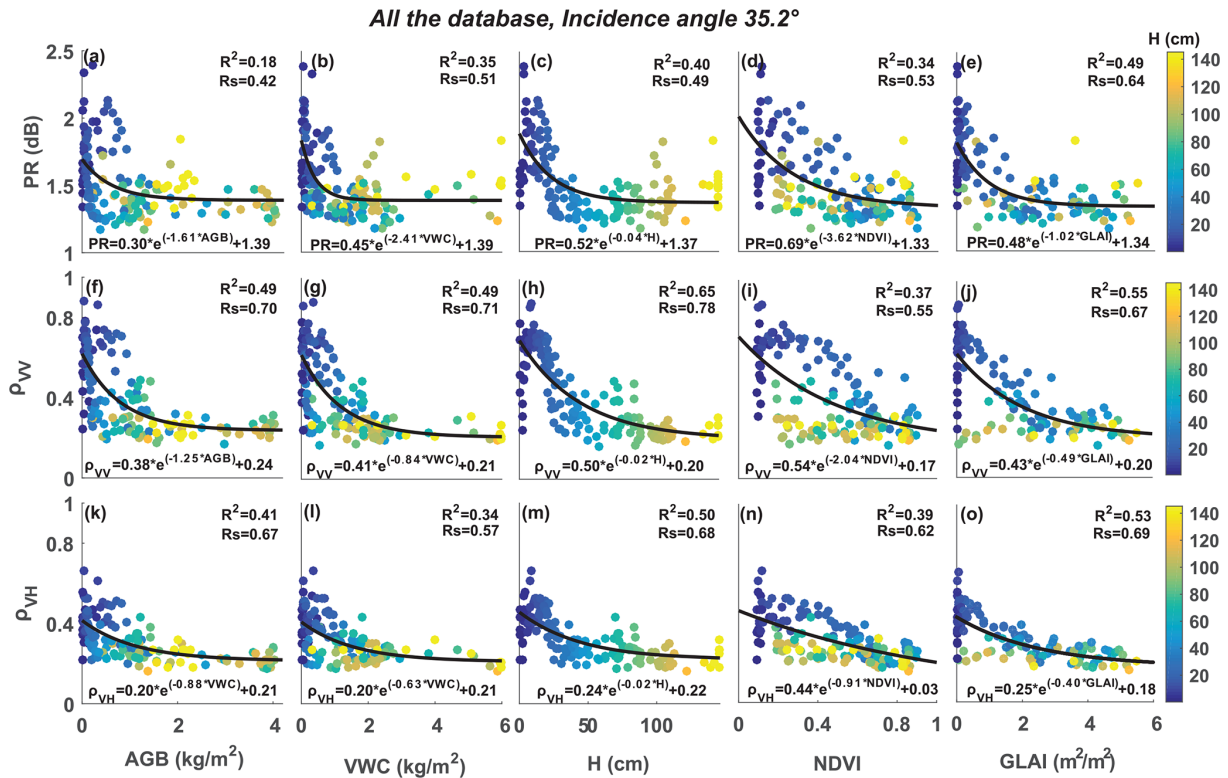 All the database, Incidence angle 35.2°
H (cm)
PR (dB)
2.5
2
1.5
1
(a)
R²=0.18
Rs=0.42
PR=0.30*e^(-1.61*AGB)+1.39
(b)
R²=0.35
Rs=0.51
PR=0.45*e^(-2.41*VWC)+1.39
(c)
R²=0.40
Rs=0.49
PR=0.52*e^(-0.04*H)+1.37
(d)
R²=0.34
Rs=0.53
PR=0.69*e^(-3.62*NDVI)+1.33
(e)
R²=0.49
Rs=0.64
PR=0.48*e^(-1.02*GLAI)+1.34
140
120
100
80
60
40
20
ρVV
1
0.8
0.4
0
(f)
R²=0.49
Rs=0.70
ρVV=0.38*e^(-1.25*AGB)+0.24
(g)
R²=0.49
Rs=0.71
ρVV=0.41*e^(-0.84*VWC)+0.21
(h)
R²=0.65
Rs=0.78
ρVV=0.50*e^(-0.02*H)+0.20
(i)
R²=0.37
Rs=0.55
ρVV=0.54*e^(-2.04*NDVI)+0.17
(j)
R²=0.55
Rs=0.67
ρVV=0.43*e^(-0.49*GLAI)+0.20
140
120
100
80
60
40
20
ρVH
1
0.8
0.4
0
(k)
R²=0.41
Rs=0.67
ρVH=0.20*e^(-0.88*VWC)+0.21
(l)
R²=0.34
Rs=0.57
ρVH=0.20*e^(-0.63*VWC)+0.21
(m)
R²=0.50
Rs=0.68
ρVH=0.24*e^(-0.02*H)+0.22
(n)
R²=0.39
Rs=0.62
ρVH=0.44*e^(-0.91*NDVI)+0.03
(o)
R²=0.53
Rs=0.69
ρVH=0.25*e^(-0.40*GLAI)+0.18
140
120
100
80
60
40
20
0 2 4
0 2 4 6
0 50 100
0 0.4 0.8 1
0 2 4 6
AGB (kg/m²)
VWC (kg/m²)
H (cm)
NDVI
GLAI (m²/m²)